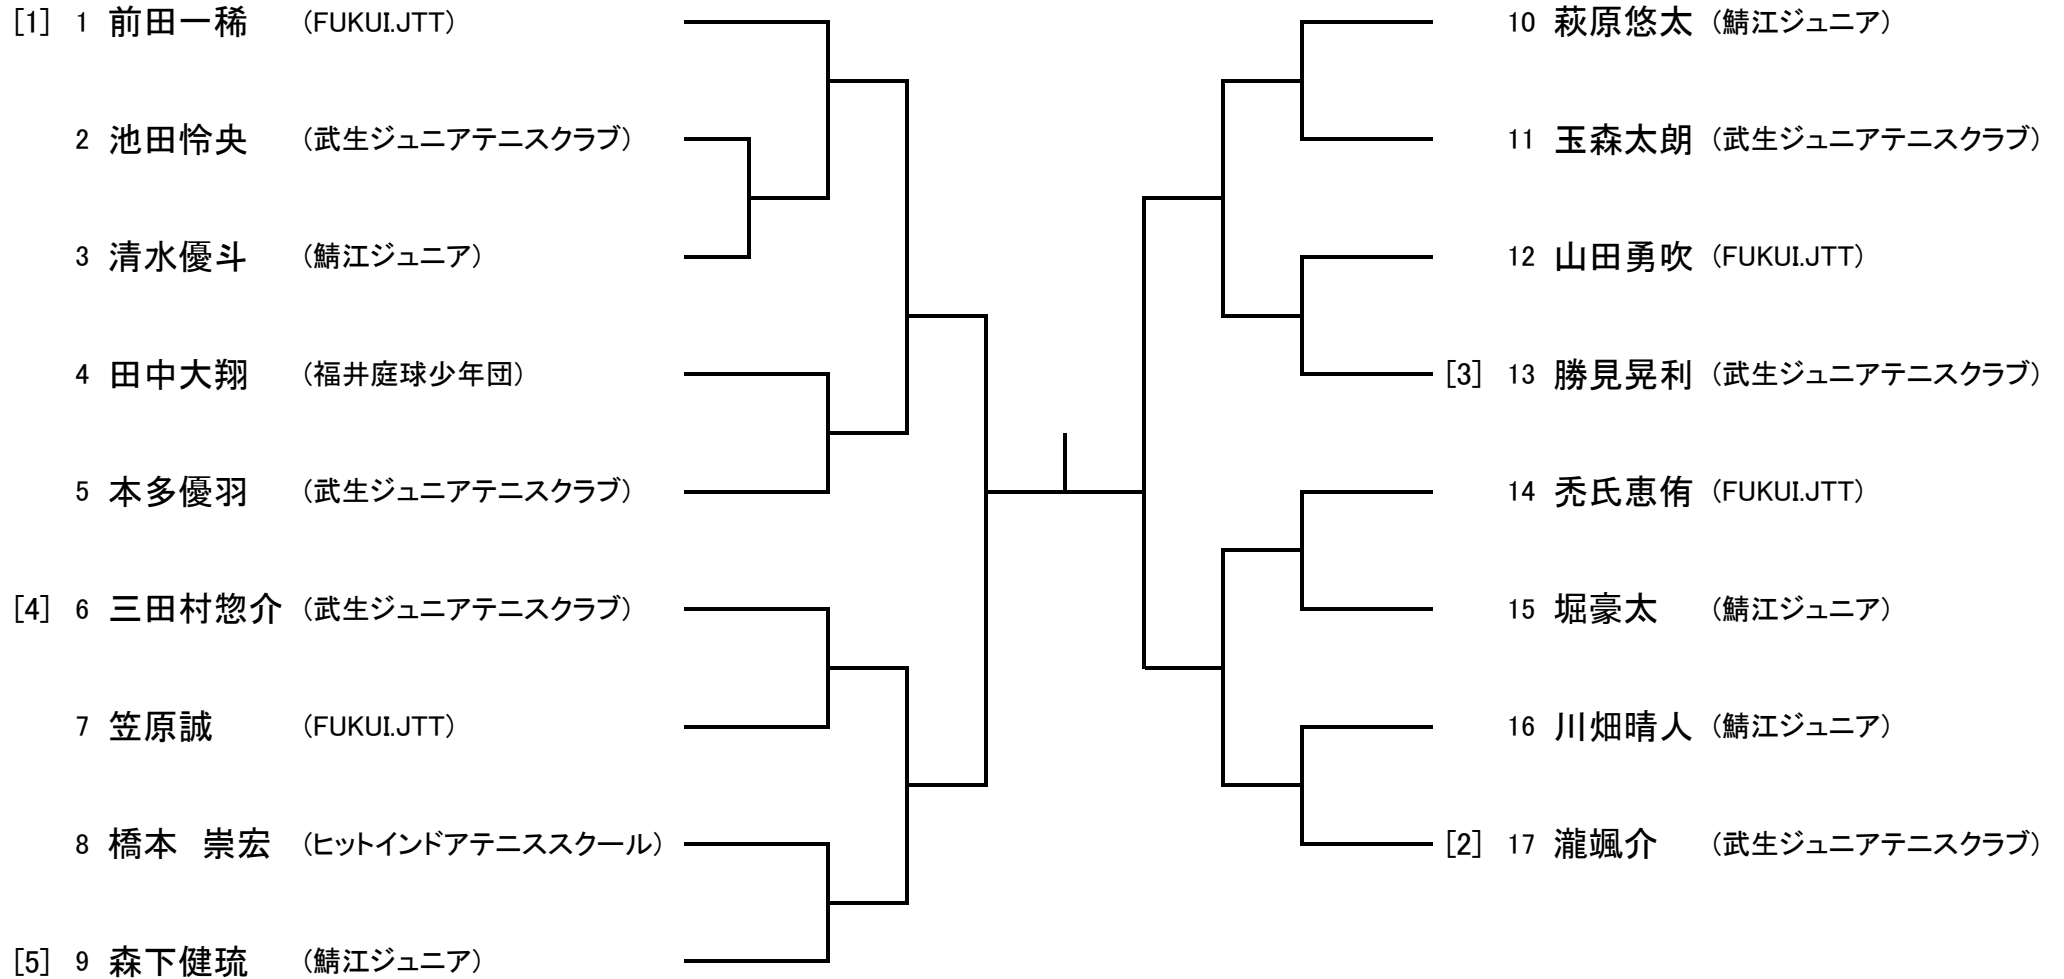 [1] 1 前田一稀 (FUKUI.JTT)
2 池田怜央 (武生ジュニアテニスクラブ)
3 清水優斗 (鯖江ジュニア)
4 田中大翔 (福井庭球少年団)
5 本多優羽 (武生ジュニアテニスクラブ)
[4] 6 三田村惣介 (武生ジュニアテニスクラブ)
7 笠原誠 (FUKUI.JTT)
8 橋本 崇宏 (ヒットインドアテニススクール)
[5] 9 森下健琉 (鯖江ジュニア)
10 萩原悠太 (鯖江ジュニア)
11 玉森太朗 (武生ジュニアテニスクラブ)
12 山田勇吹 (FUKUI.JTT)
[3] 13 勝見晃利 (武生ジュニアテニスクラブ)
14 禿氏恵侑 (FUKUI.JTT)
15 堀豪太 (鯖江ジュニア)
16 川畑晴人 (鯖江ジュニア)
[2] 17 瀧颯介 (武生ジュニアテニスクラブ)